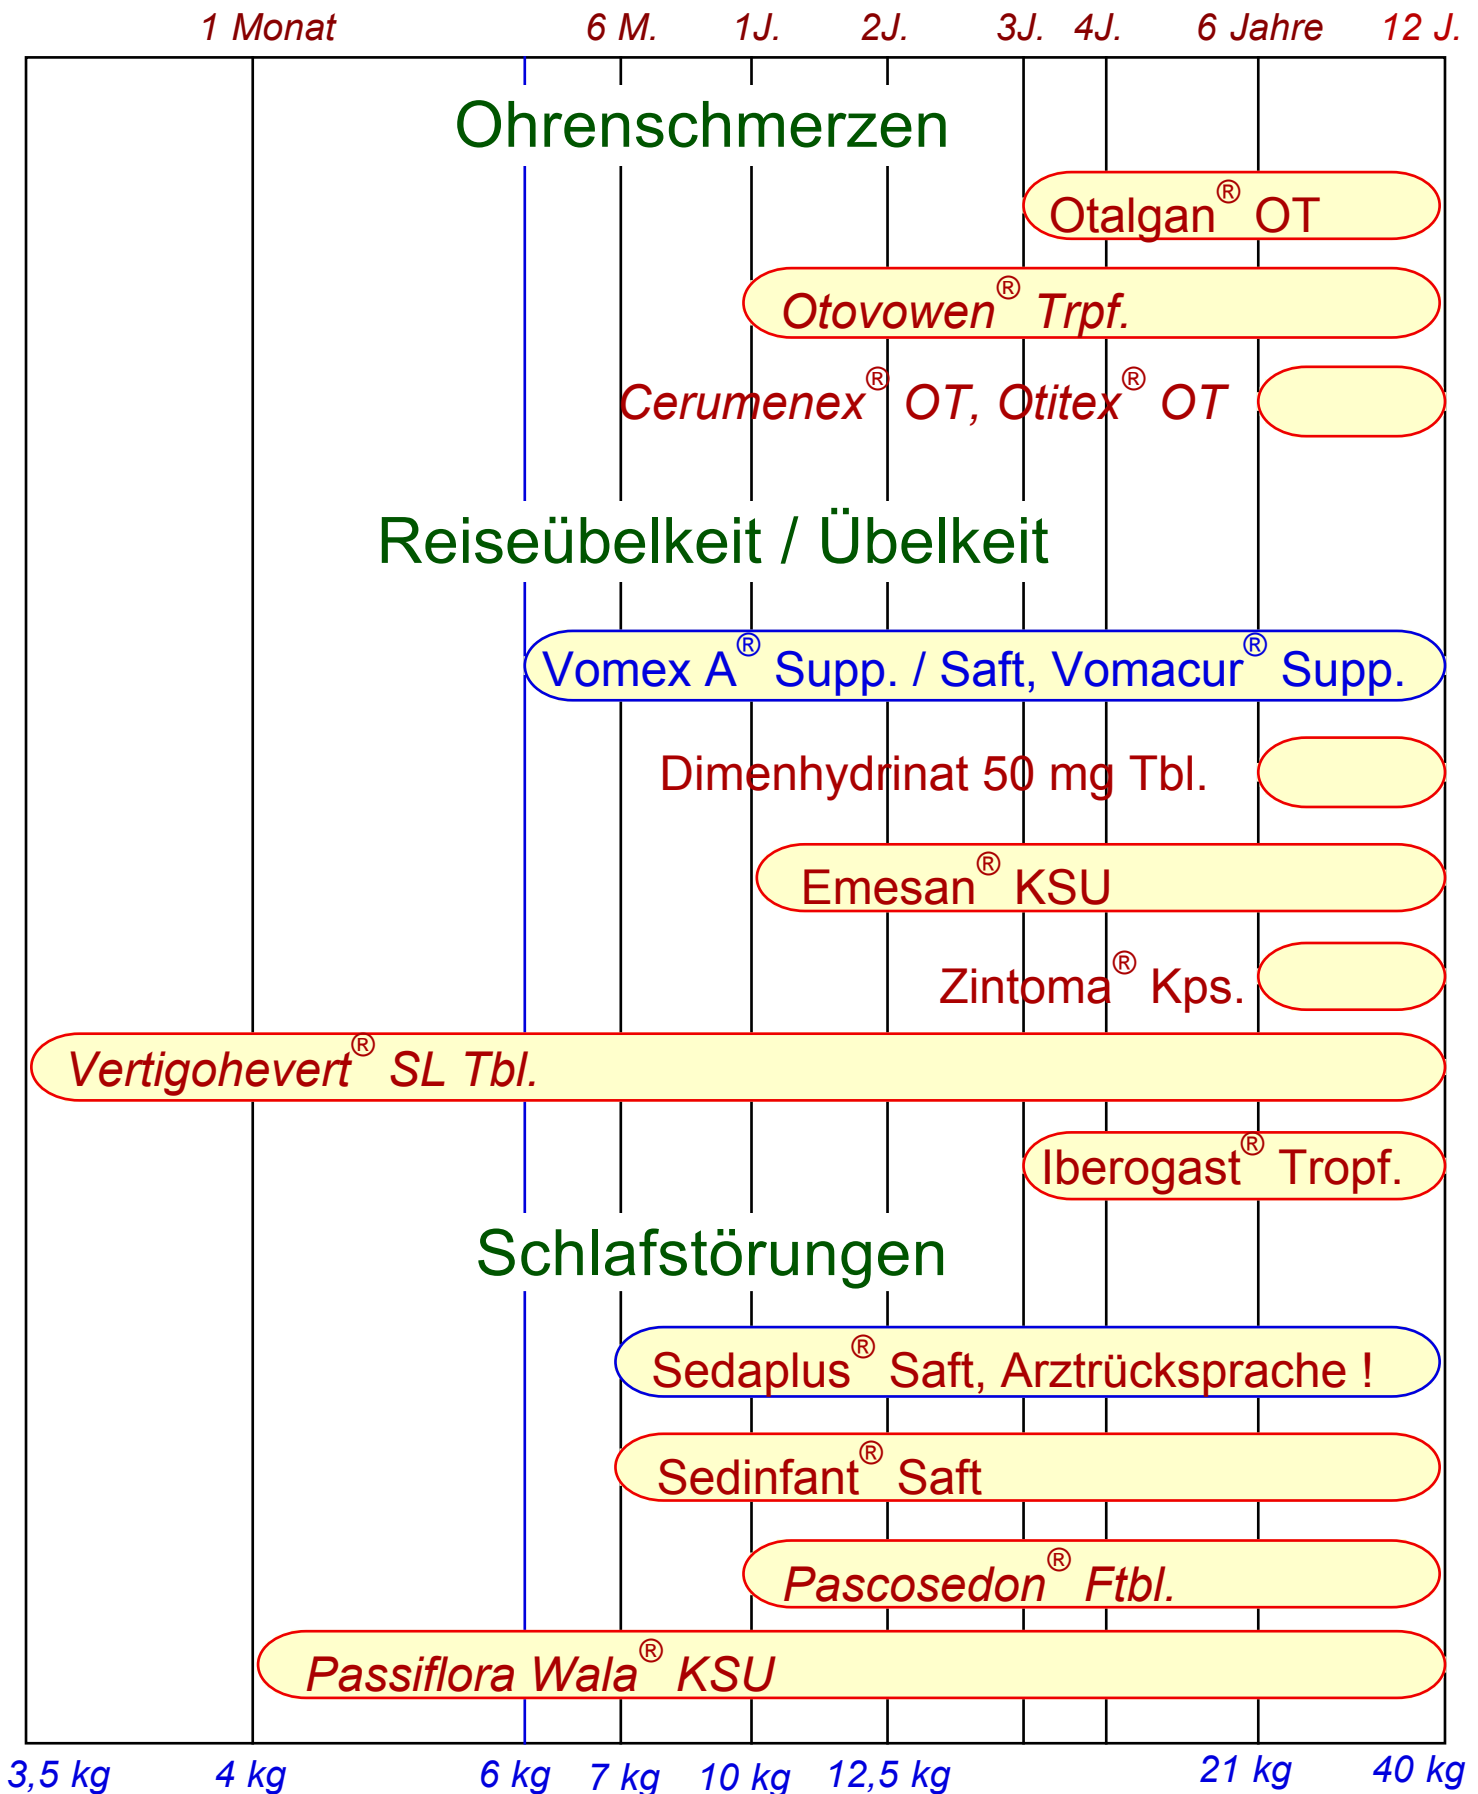 1 Monat 6 M. 1J. 2J. 3J. 4J. 6 Jahre 12 J.
Ohrenschmerzen
Otalgan® OT
Otovowen® Trpf.
Cerumenex® OT, Otitex® OT
Reiseübelkeit / Übelkeit
Vomex A® Supp. / Saft, Vomacur® Supp.
Dimenhydrinat 50 mg Tbl.
Emesan® KSU
Zintoma® Kps.
Vertigohevert® SL Tbl.
Iberogast® Tropf.
Schlafstörungen
Sedaplus® Saft, Arztrücksprache !
Sedinfant® Saft
Pascosedon® Ftbl.
Passiflora Wala® KSU
3,5 kg 4 kg 6 kg 7 kg 10 kg 12,5 kg 21 kg 40 kg